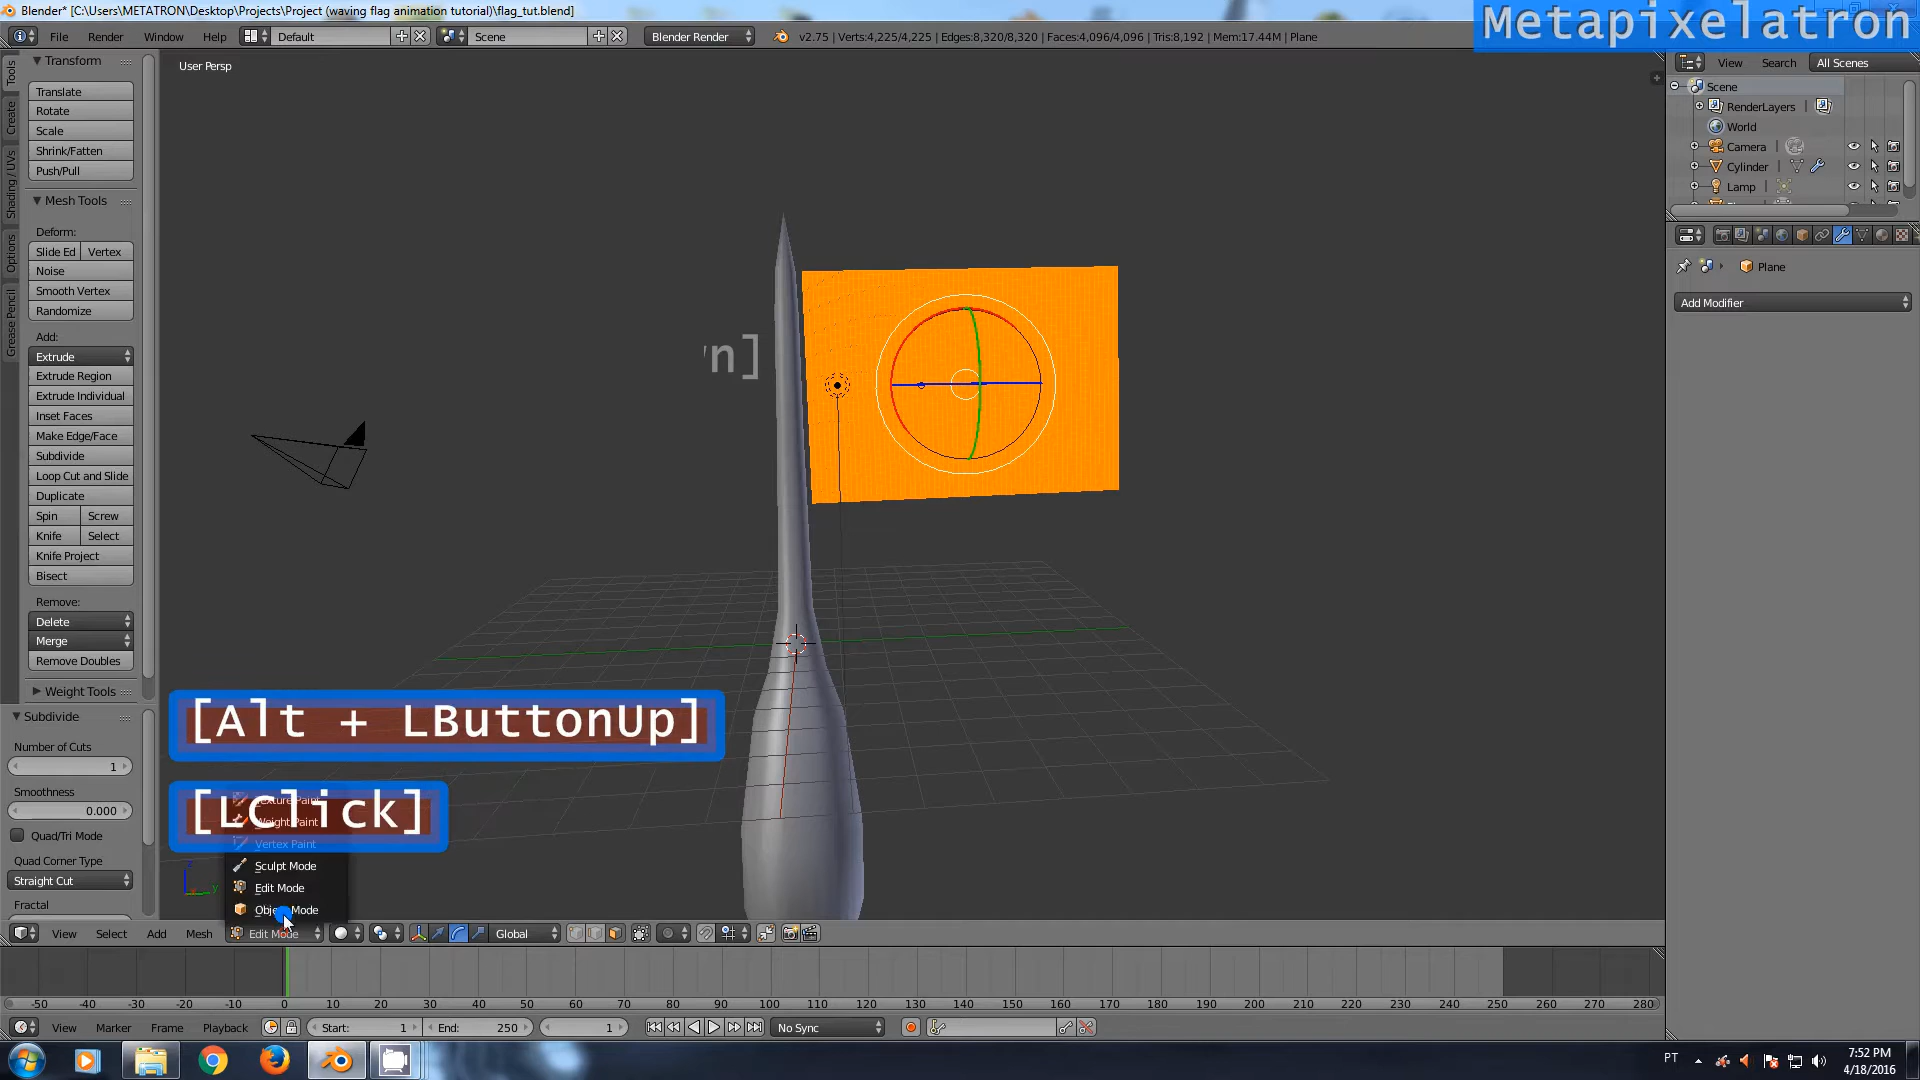 Blender* [C:\Users\METATRON\Desktop\Projects\Project (waving flag animation tutorial)\flag_tut.blend]
Metapixelatron
File Render Window Help Default Scene Blender Render v2.75 | Verts:4,225/4,225 | Edges:8,320/8,320 | Faces:4,096/4,096 | Tris:8,192 | Mem:17.44M | Plane
View Search All Scenes
Tools
Create
Shading / UVs
Options
Grease Pencil
Transform
Translate
Rotate
Scale
Shrink/Fatten
Push/Pull
Mesh Tools
Deform:
Slide Ed Vertex
Noise
Smooth Vertex
Randomize
Add:
Extrude
Extrude Region
Extrude Individual
Inset Faces
Make Edge/Face
Subdivide
Loop Cut and Slide
Duplicate
Spin Screw
Knife Select
Knife Project
Bisect
Remove:
Delete
Merge
Remove Doubles
Weight Tools
Subdivide
Number of Cuts
1
Smoothness
0.000
Quad/Tri Mode
Quad Corner Type
Straight Cut
Fractal
User Persp
n]
[Alt + LButtonUp]
[LClick]
Texture Paint
Weight Paint
Vertex Paint
Sculpt Mode
Edit Mode
Object Mode
z
y
Scene
RenderLayers
World
Camera
Cylinder
Lamp
Plane
Add Modifier
View Select Add Mesh Edit Mode Global
-50 -40 -30 -20 -10 0 10 20 30 40 50 60 70 80 90 100 110 120 130 140 150 160 170 180 190 200 210 220 230 240 250 260 270 280
View Marker Frame Playback Start: 1 End: 250 1 No Sync
PT
7:52 PM
4/18/2016